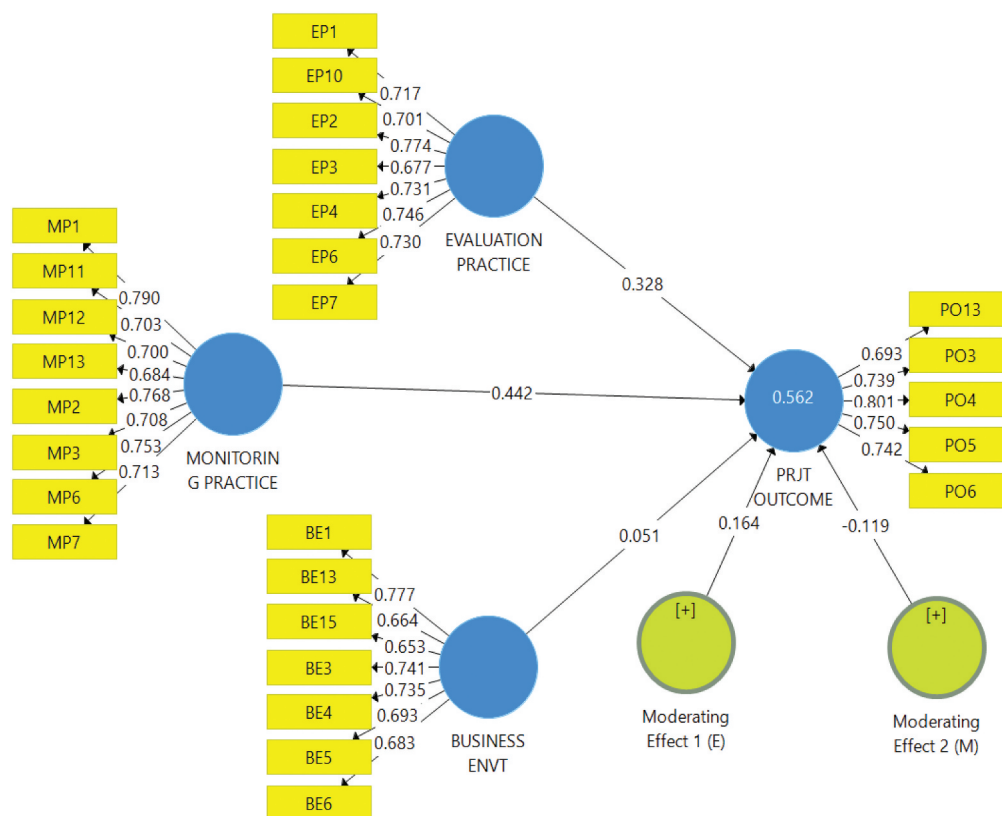 EP1
EP10
EP2
EP3
EP4
EP6
EP7
0.717
0.701
0.774
0.677
0.731
0.746
0.730
EVALUATION
PRACTICE
0.328
MP1
MP11
MP12
MP13
MP2
MP3
MP6
MP7
0.790
0.703
0.700
0.684
0.768
0.708
0.753
0.713
MONITORIN
G PRACTICE
0.442
0.562
PRJT
OUTCOME
0.693
0.739
0.801
0.750
0.742
PO13
PO3
PO4
PO5
PO6
BE1
BE13
BE15
BE3
BE4
BE5
BE6
0.777
0.664
0.653
0.741
0.735
0.693
0.683
BUSINESS
ENVT
0.051
0.164
-0.119
[+]
Moderating
Effect 1 (E)
[+]
Moderating
Effect 2 (M)